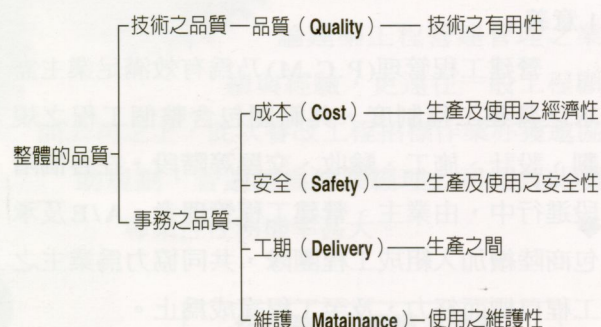 技術之品質 品質（Quality） 技術之有用性
成本（Cost） 生產及使用之經濟性
整體的品質
安全（Safety） 生產及使用之安全性
事務之品質
工期（Delivery） 生產之間
維護（Matainance） 使用之維護性